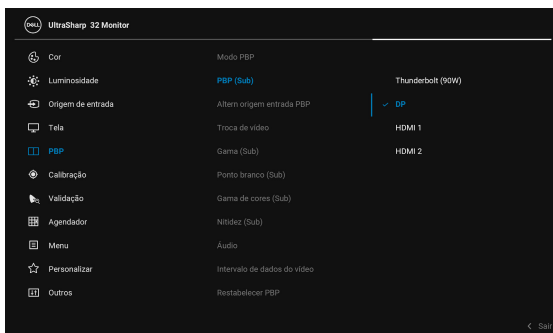 DELL UltraSharp 32 Monitor
Cor
Luminosidade
Origem de entrada
Tela
PBP
Calibração
Validação
Agendador
Menu
Personalizar
Outros
Modo PBP
PBP (Sub)
Altern origem entrada PBP
Troca de vídeo
Gama (Sub)
Ponto branco (Sub)
Gama de cores (Sub)
Nitidez (Sub)
Áudio
Intervalo de dados do vídeo
Restabelecer PBP
Thunderbolt (90W)
DP
HDMI 1
HDMI 2
Sair